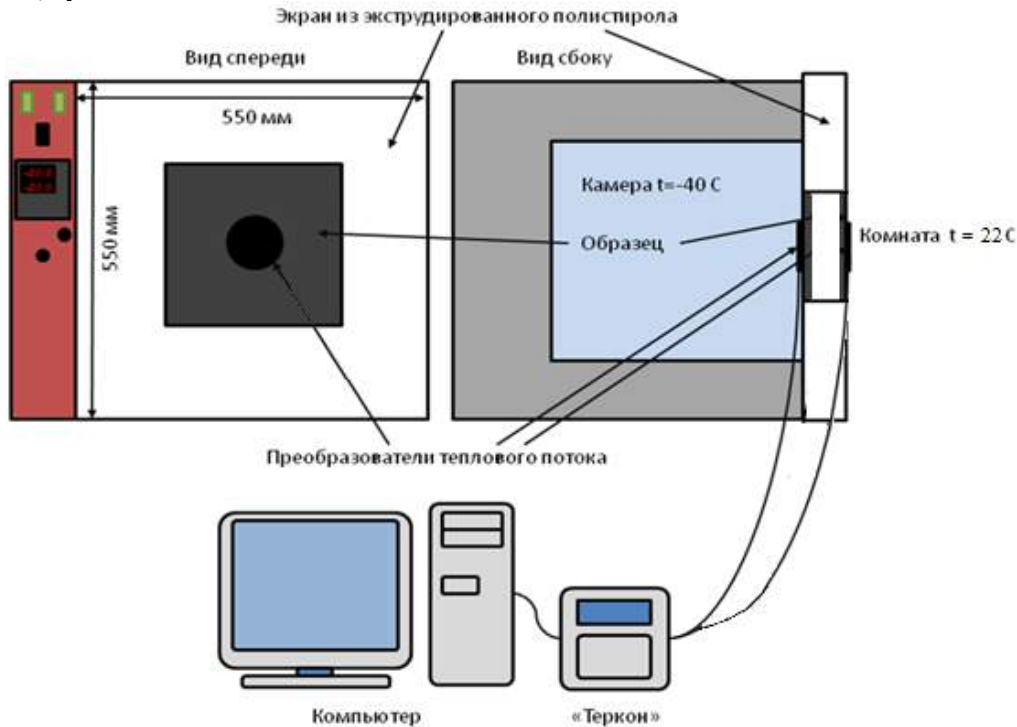 Экран из экструдированного полистирола
Вид спереди
Вид сбоку
550 мм
550 мм
Камера t=-40 C
Образец
Комната t = 22C
Преобразователи теплового потока
Компьютер
«Теркон»